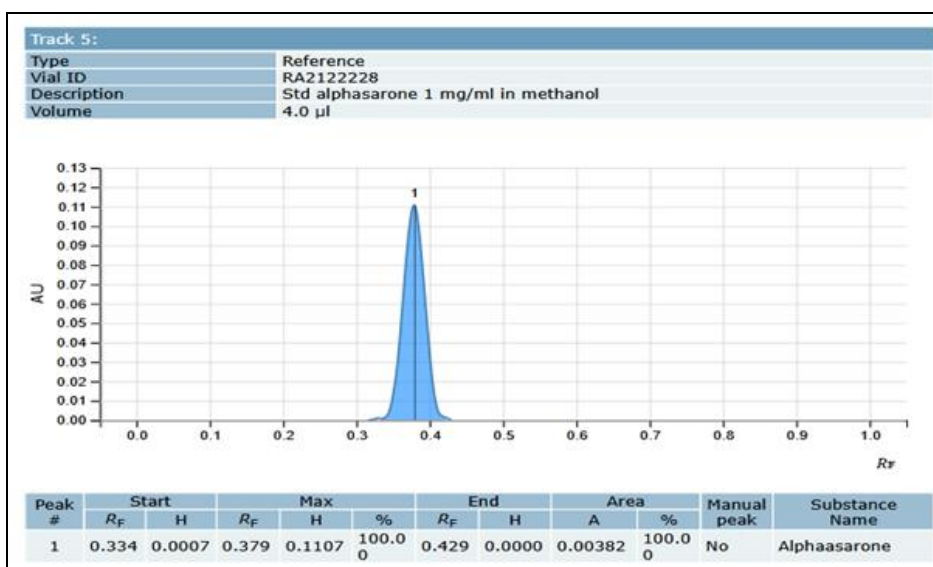 Track 5:
Type Reference
Vial ID RA2122228
Description Std alphasarone 1 mg/ml in methanol
Volume 4.0 µl
0.13
0.12
1
0.11
0.10
0.09
0.08
0.07
AU
0.06
0.05
0.04
0.03
0.02
0.01
0.00
0.0 0.1 0.2 0.3 0.4 0.5 0.6 0.7 0.8 0.9 1.0
RF
Peak Start Max End Area Manual Substance
# RF H RF H % RF H A % peak Name
1 0.334 0.0007 0.379 0.1107 100.0 0.429 0.0000 0.00382 100.0 No Alphaasarone
0 0